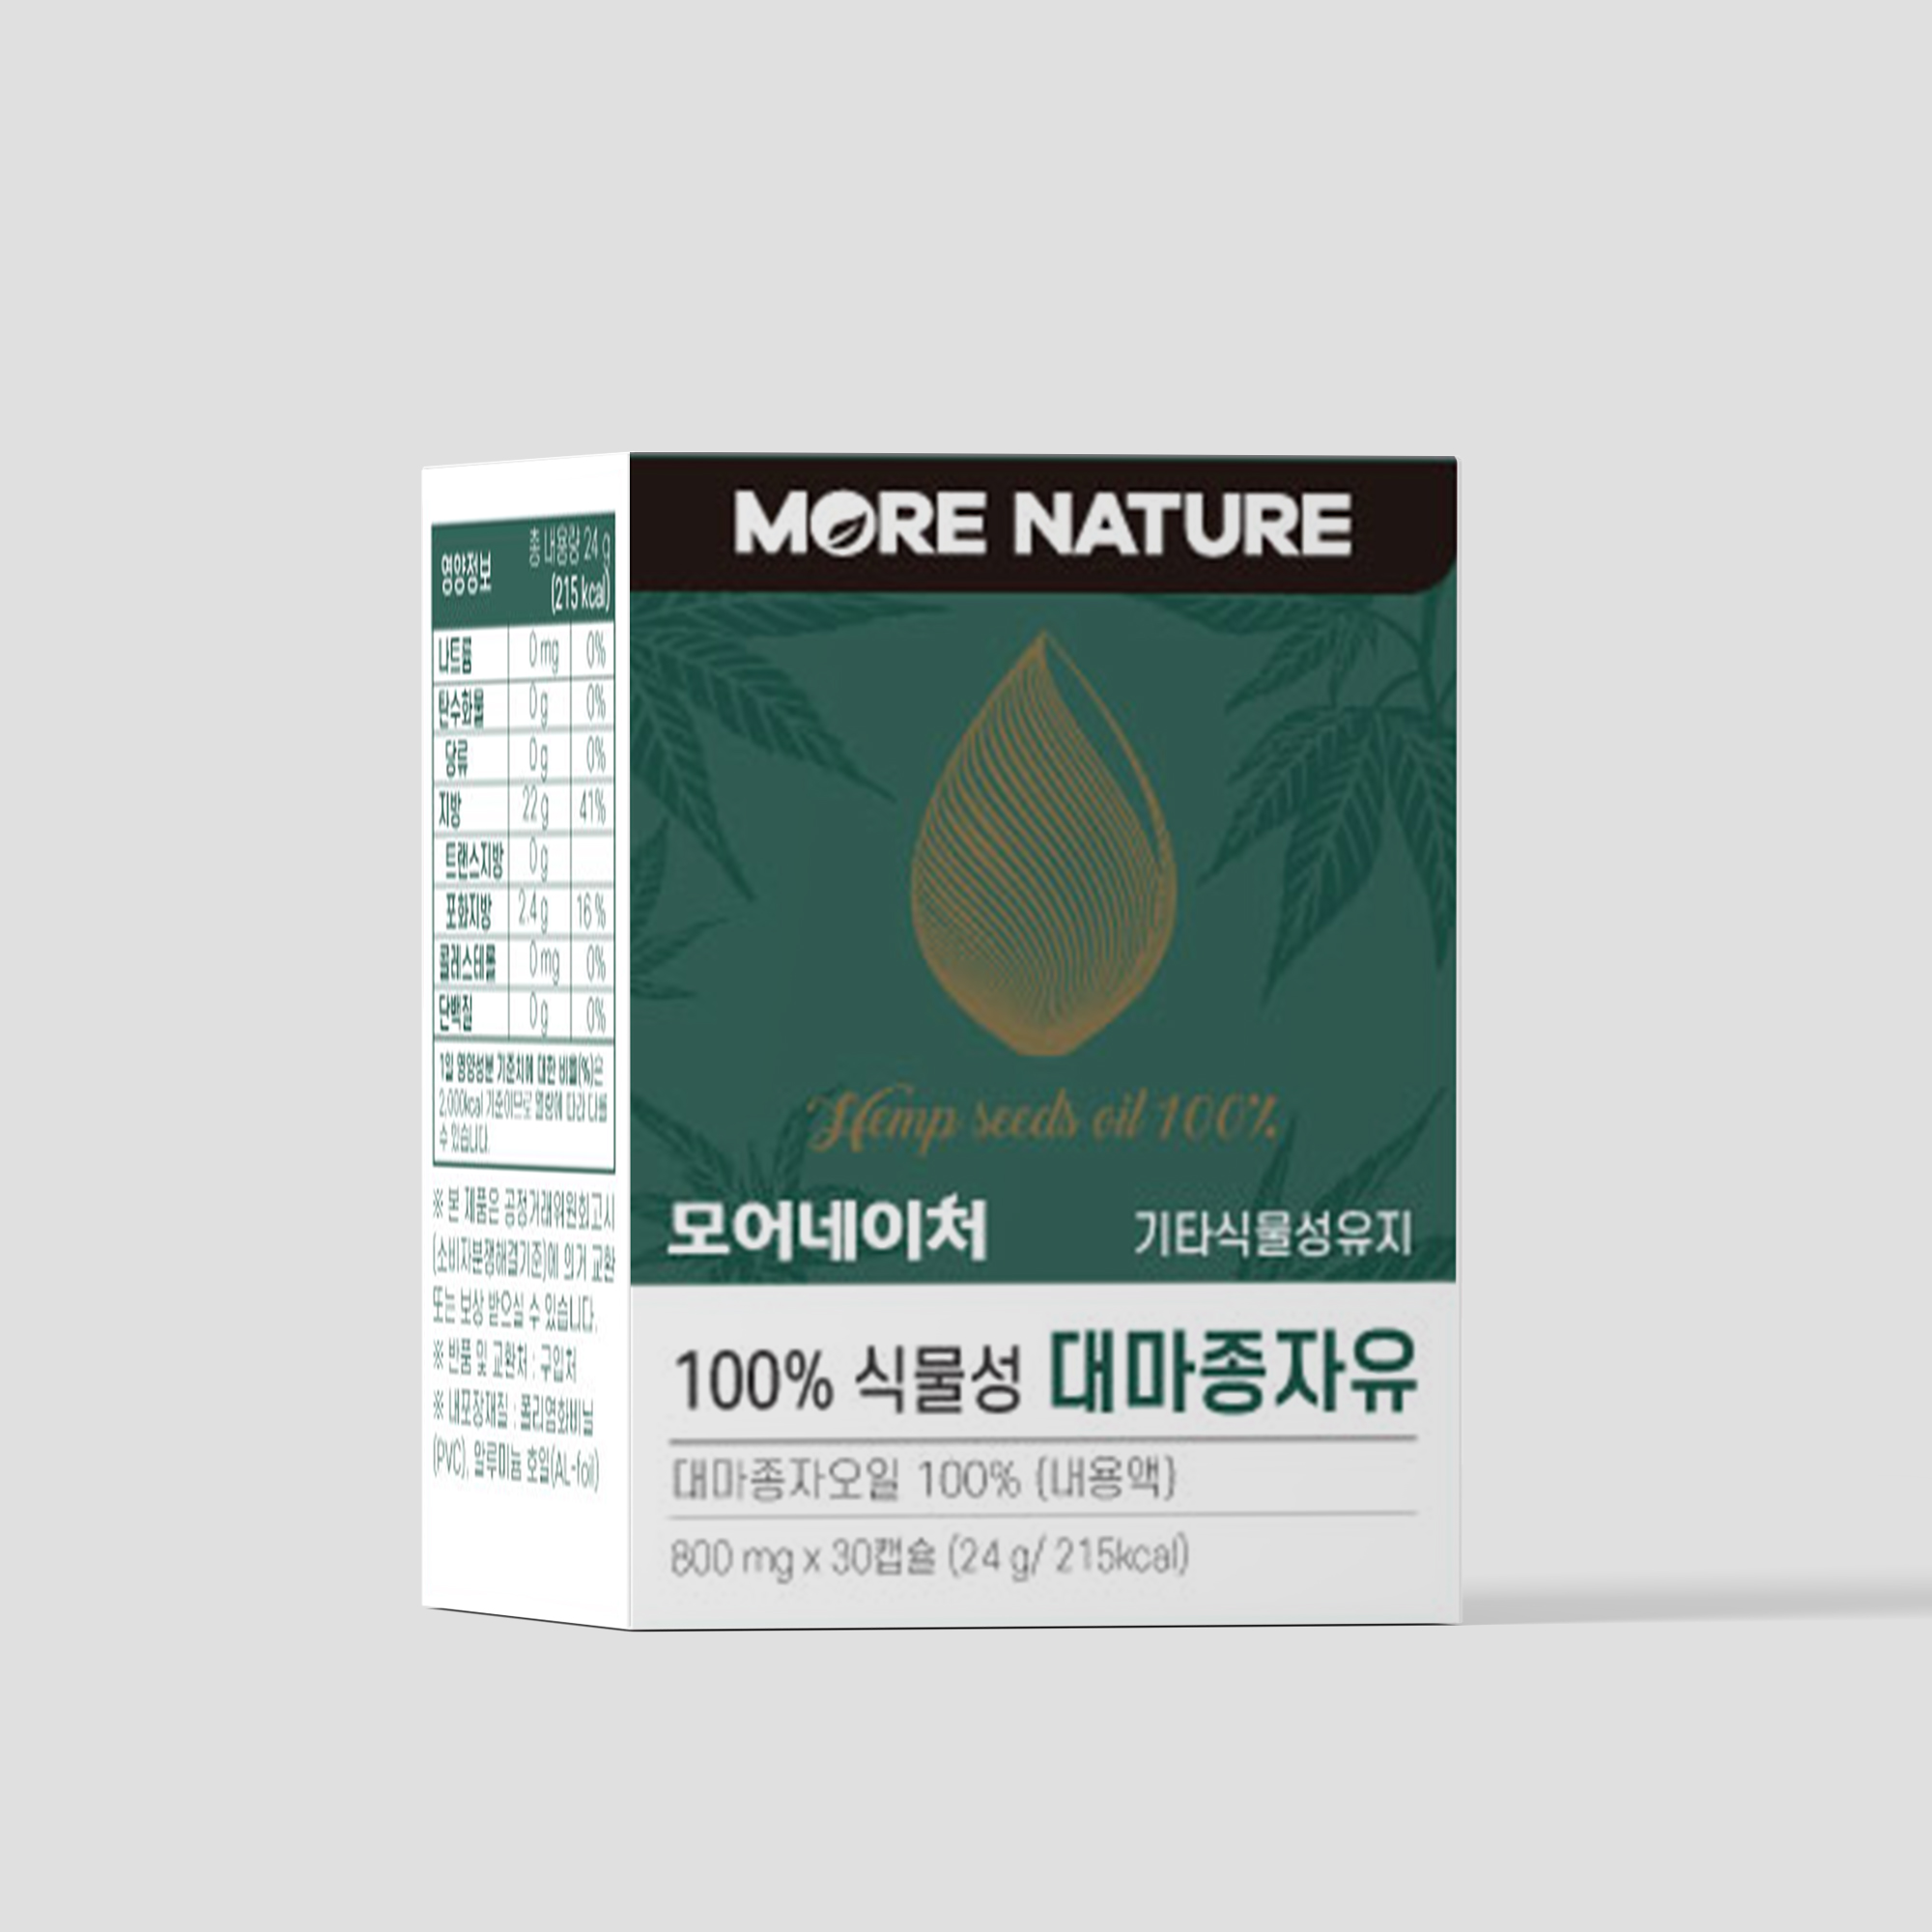 MORE NATURE
Hemp seeds oil 100%
모어네이처
기타식물성유지
100% 식물성 대마종자유
대마종자오일 100% {내용액}
800 mg x 30캡슐 (24 g/ 215kcal)
영양정보
총 내용량 24 g
(215 kcal)
나트륨 0 mg 0%
탄수화물 0 g 0%
당류 0 g 0%
지방 22 g 41%
트랜스지방 0 g
포화지방 2.4 g 16 %
콜레스테롤 0 mg 0%
단백질 0 g 0%
1일 영양성분 기준치에 대한 비율(%)은
2,000kcal 기준이므로 열량에 따라 다를
수 있습니다.
※ 본 제품은 공정거래위원회고시
(소비자분쟁해결기준)에 의거 교환
또는 보상 받으실 수 있습니다.
※ 반품 및 교환처 : 구입처
※ 내포장재질 : 폴리염화비닐
(PVC), 알루미늄 호일(AL-foil)